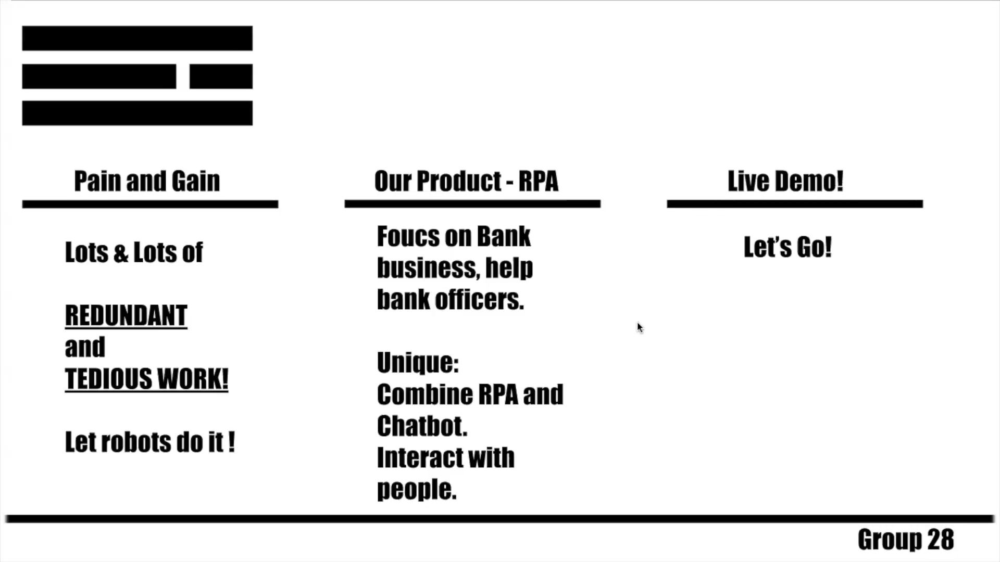 Pain and Gain
Lots & Lots of
REDUNDANT
and
TEDIOUS WORK!
Let robots do it !
Our Product - RPA
Foucs on Bank
business, help
bank officers.
Unique:
Combine RPA and
Chatbot.
Interact with
people.
Live Demo!
Let’s Go!
Group 28